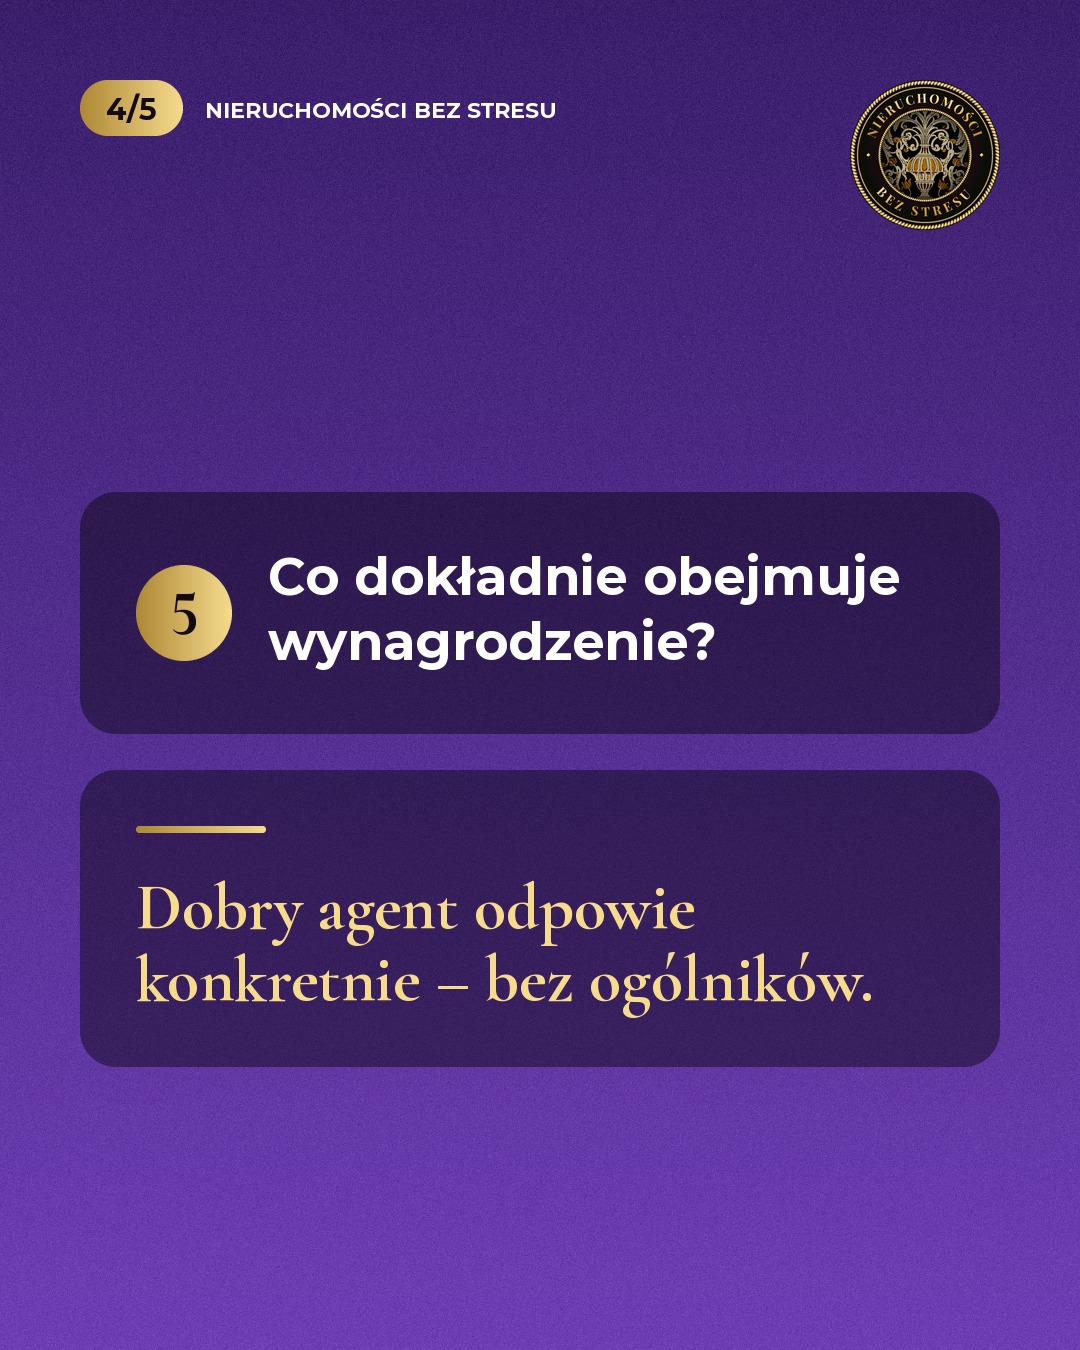 4/5 NIERUCHOMOŚCI BEZ STRESU
NIERUCHOMOŚCI
BEZ STRESU
5
Co dokładnie obejmuje
wynagrodzenie?
Dobry agent odpowie
konkretnie – bez ogólników.